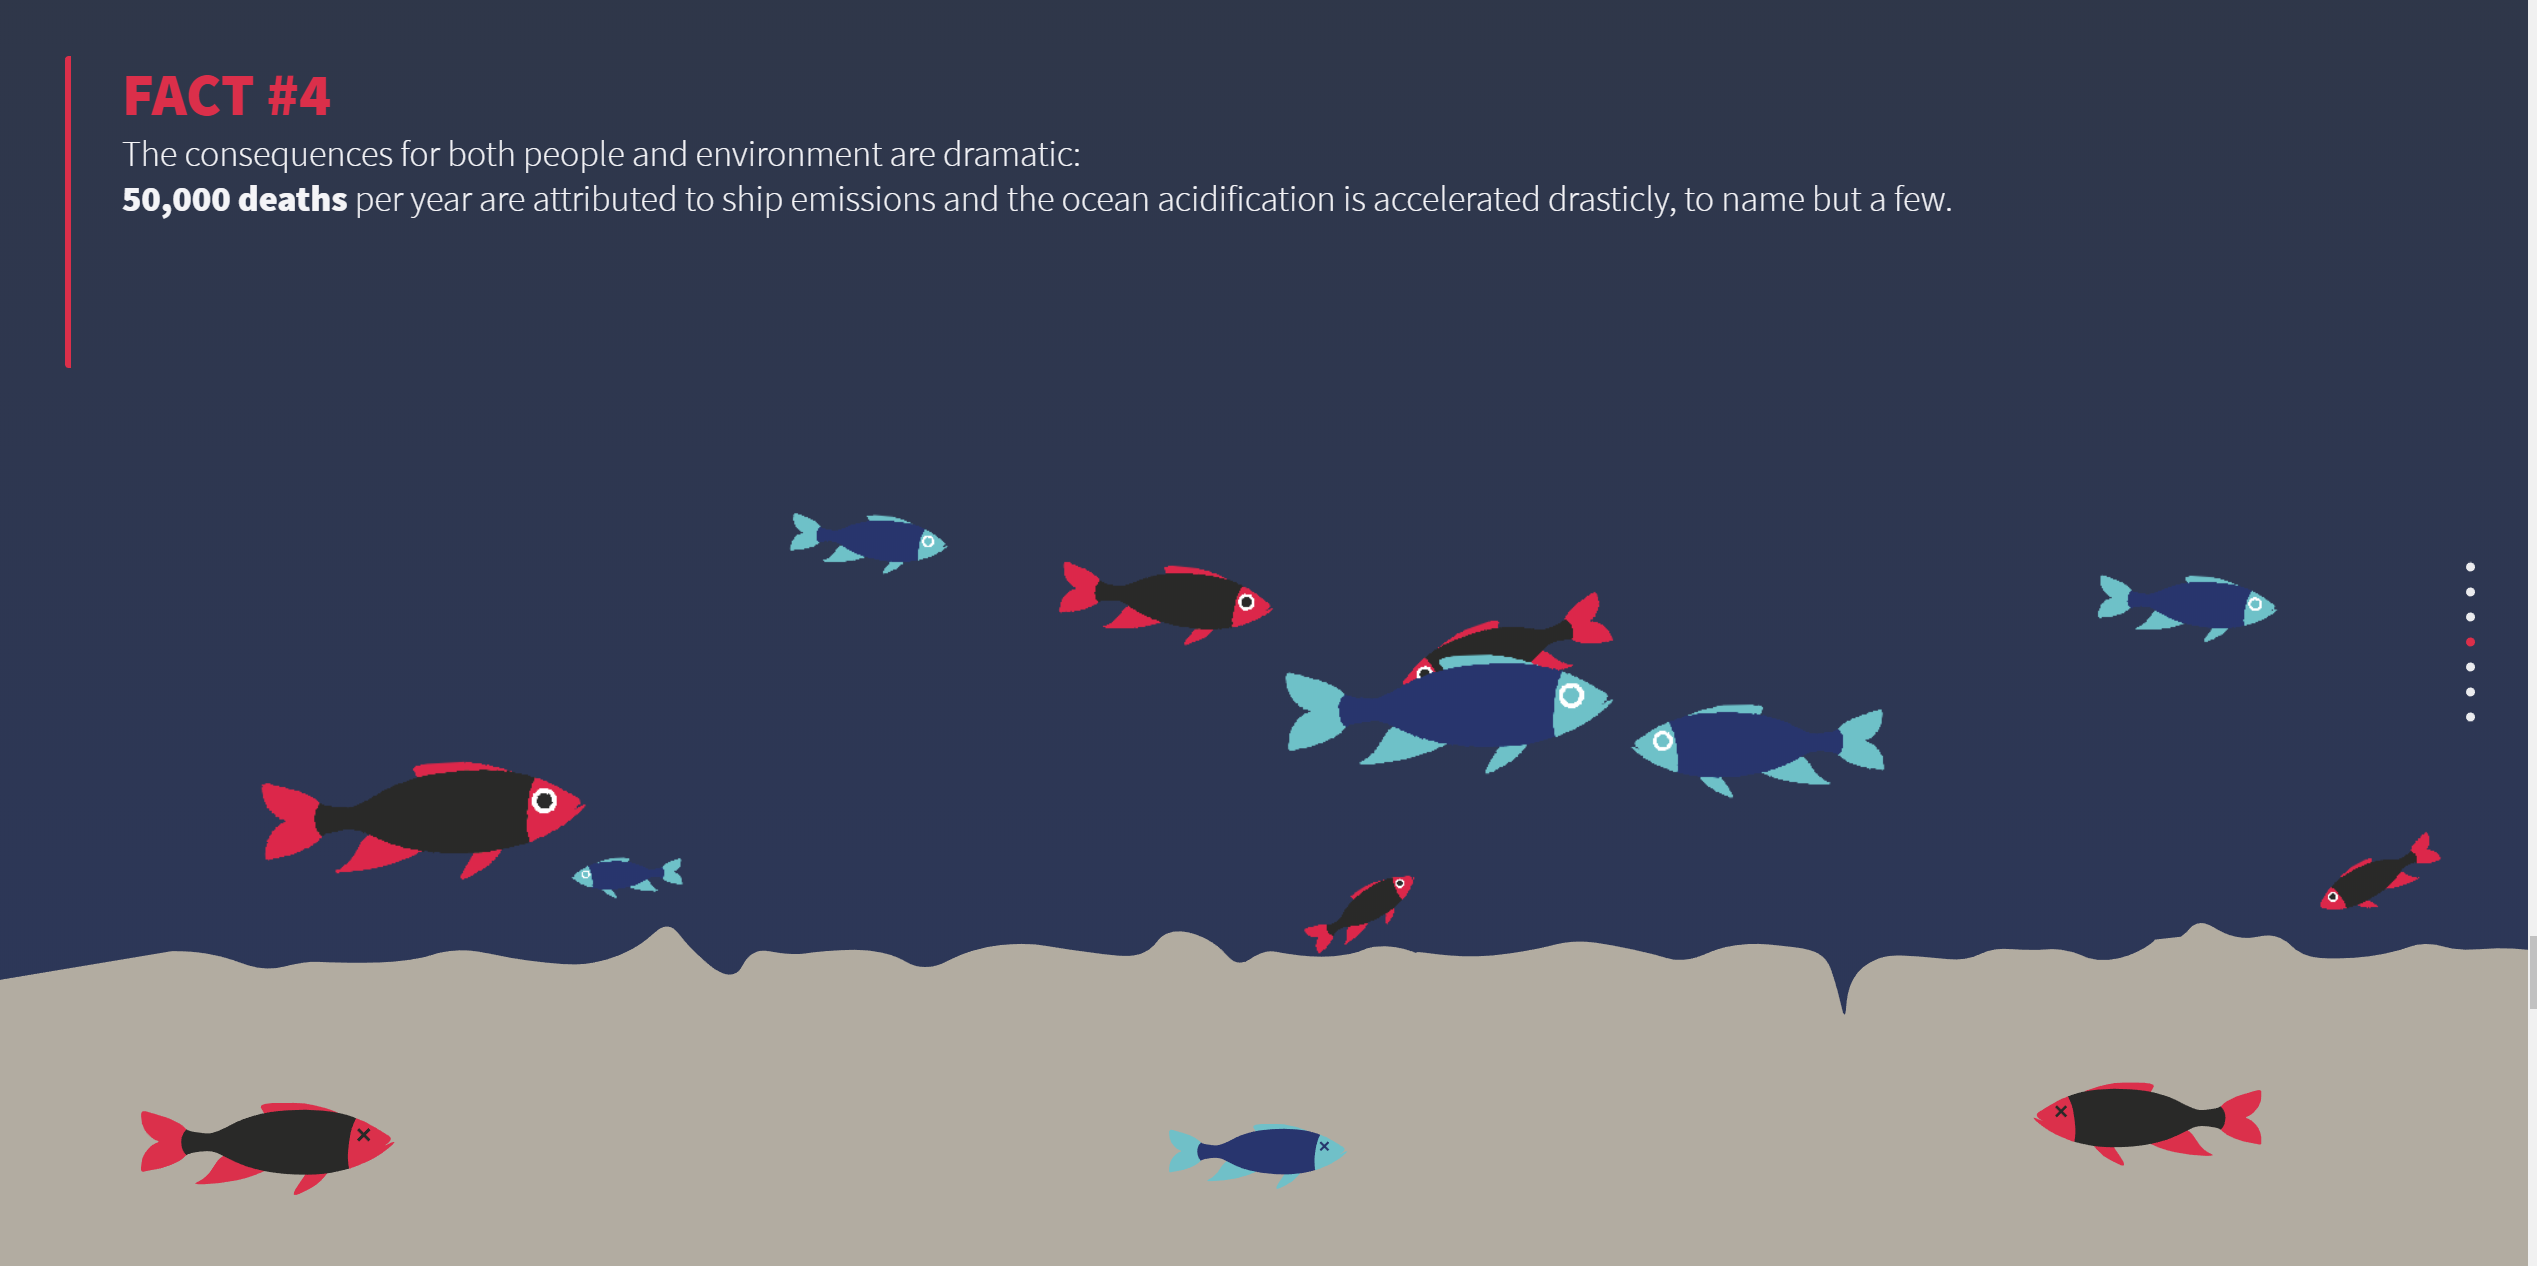 FACT #4
The consequences for both people and environment are dramatic:
50,000 deaths per year are attributed to ship emissions and the ocean acidification is accelerated drasticly, to name but a few.